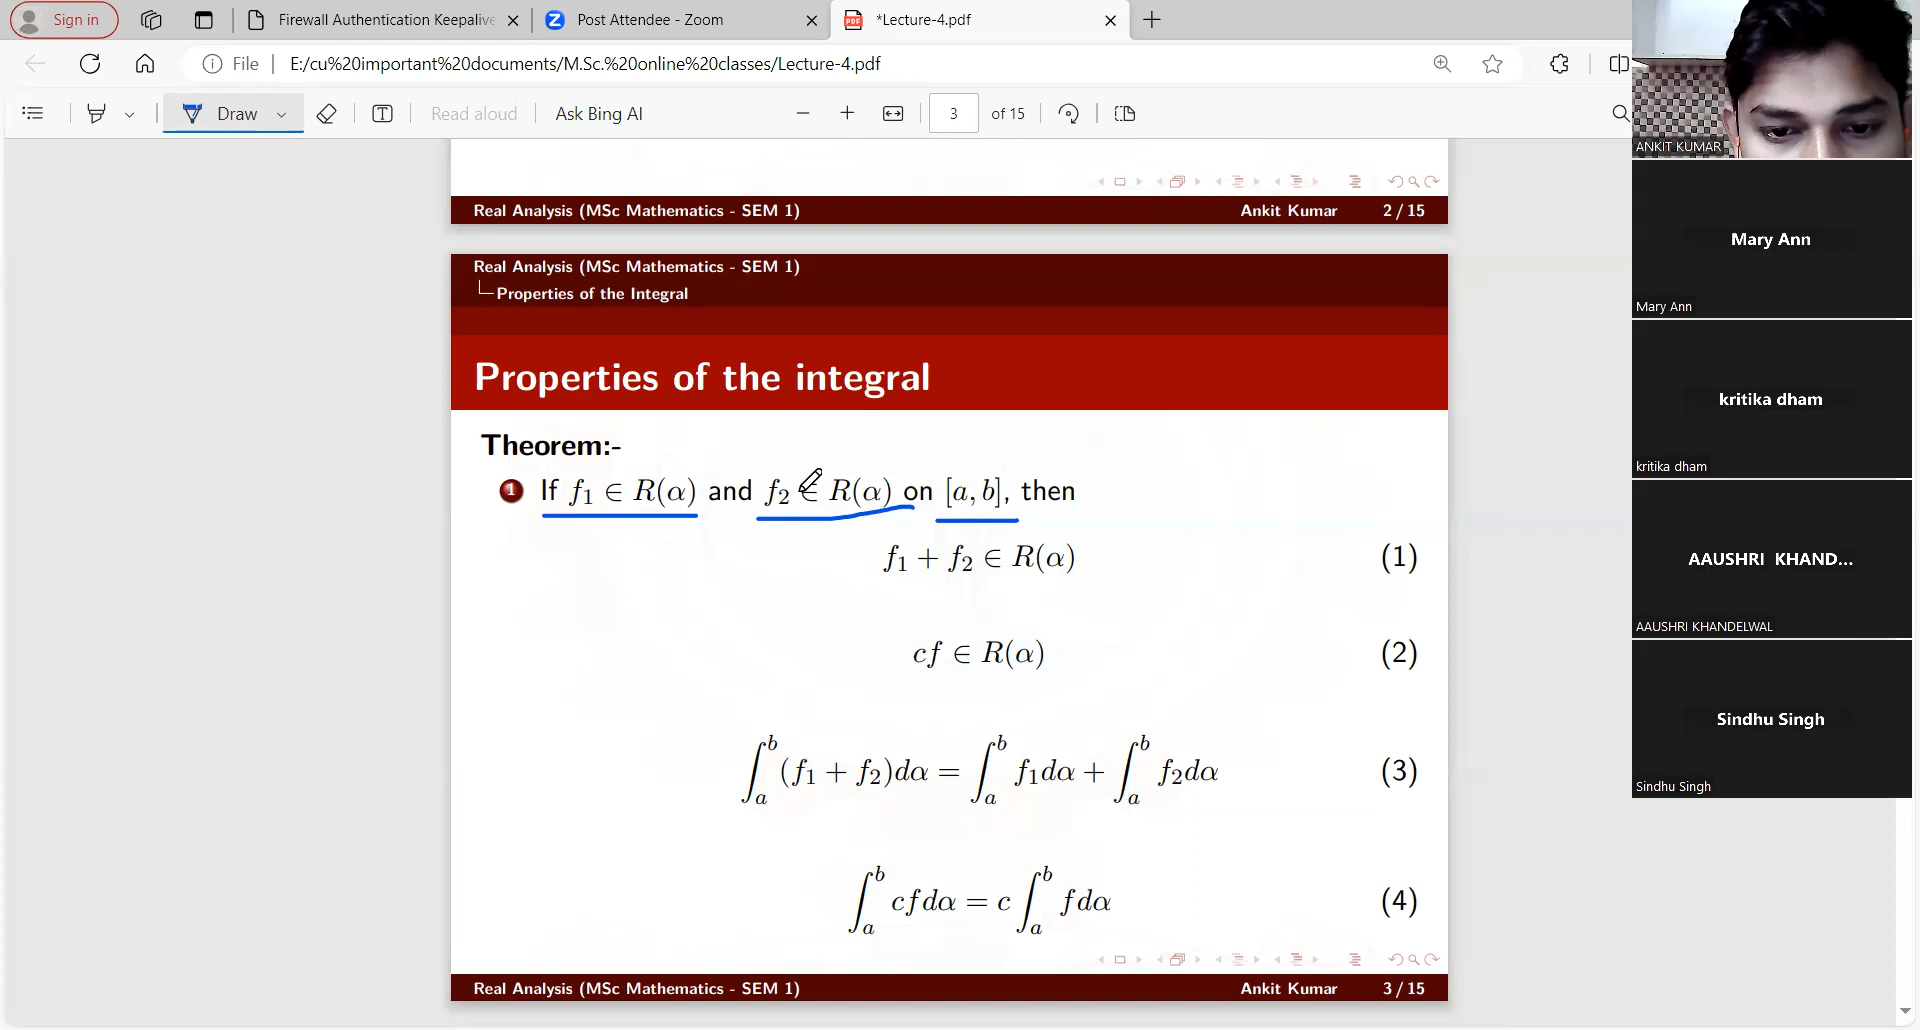 Sign in
Firewall Authentication Keepalive
Post Attendee - Zoom
*Lecture-4.pdf
File
E:/cu%20important%20documents/M.Sc.%20online%20classes/Lecture-4.pdf
Draw
Read aloud
Ask Bing AI
3
of 15
Real Analysis (MSc Mathematics - SEM 1)
Ankit Kumar
2 / 15
Real Analysis (MSc Mathematics - SEM 1)
Properties of the Integral
Properties of the integral
Theorem:-
1 If f₁ ∈ R(α) and f₂ ∈ R(α) on [a, b], then
f₁ + f₂ ∈ R(α) (1)
cf ∈ R(α) (2)
∫ₐᵇ (f₁ + f₂)dα = ∫ₐᵇ f₁dα + ∫ₐᵇ f₂dα (3)
∫ₐᵇ cfdα = c ∫ₐᵇ fdα (4)
Real Analysis (MSc Mathematics - SEM 1)
Ankit Kumar
3 / 15
ANKIT KUMAR
Mary Ann
Mary Ann
kritika dham
kritika dham
AAUSHRI KHAND...
AAUSHRI KHANDELWAL
Sindhu Singh
Sindhu Singh